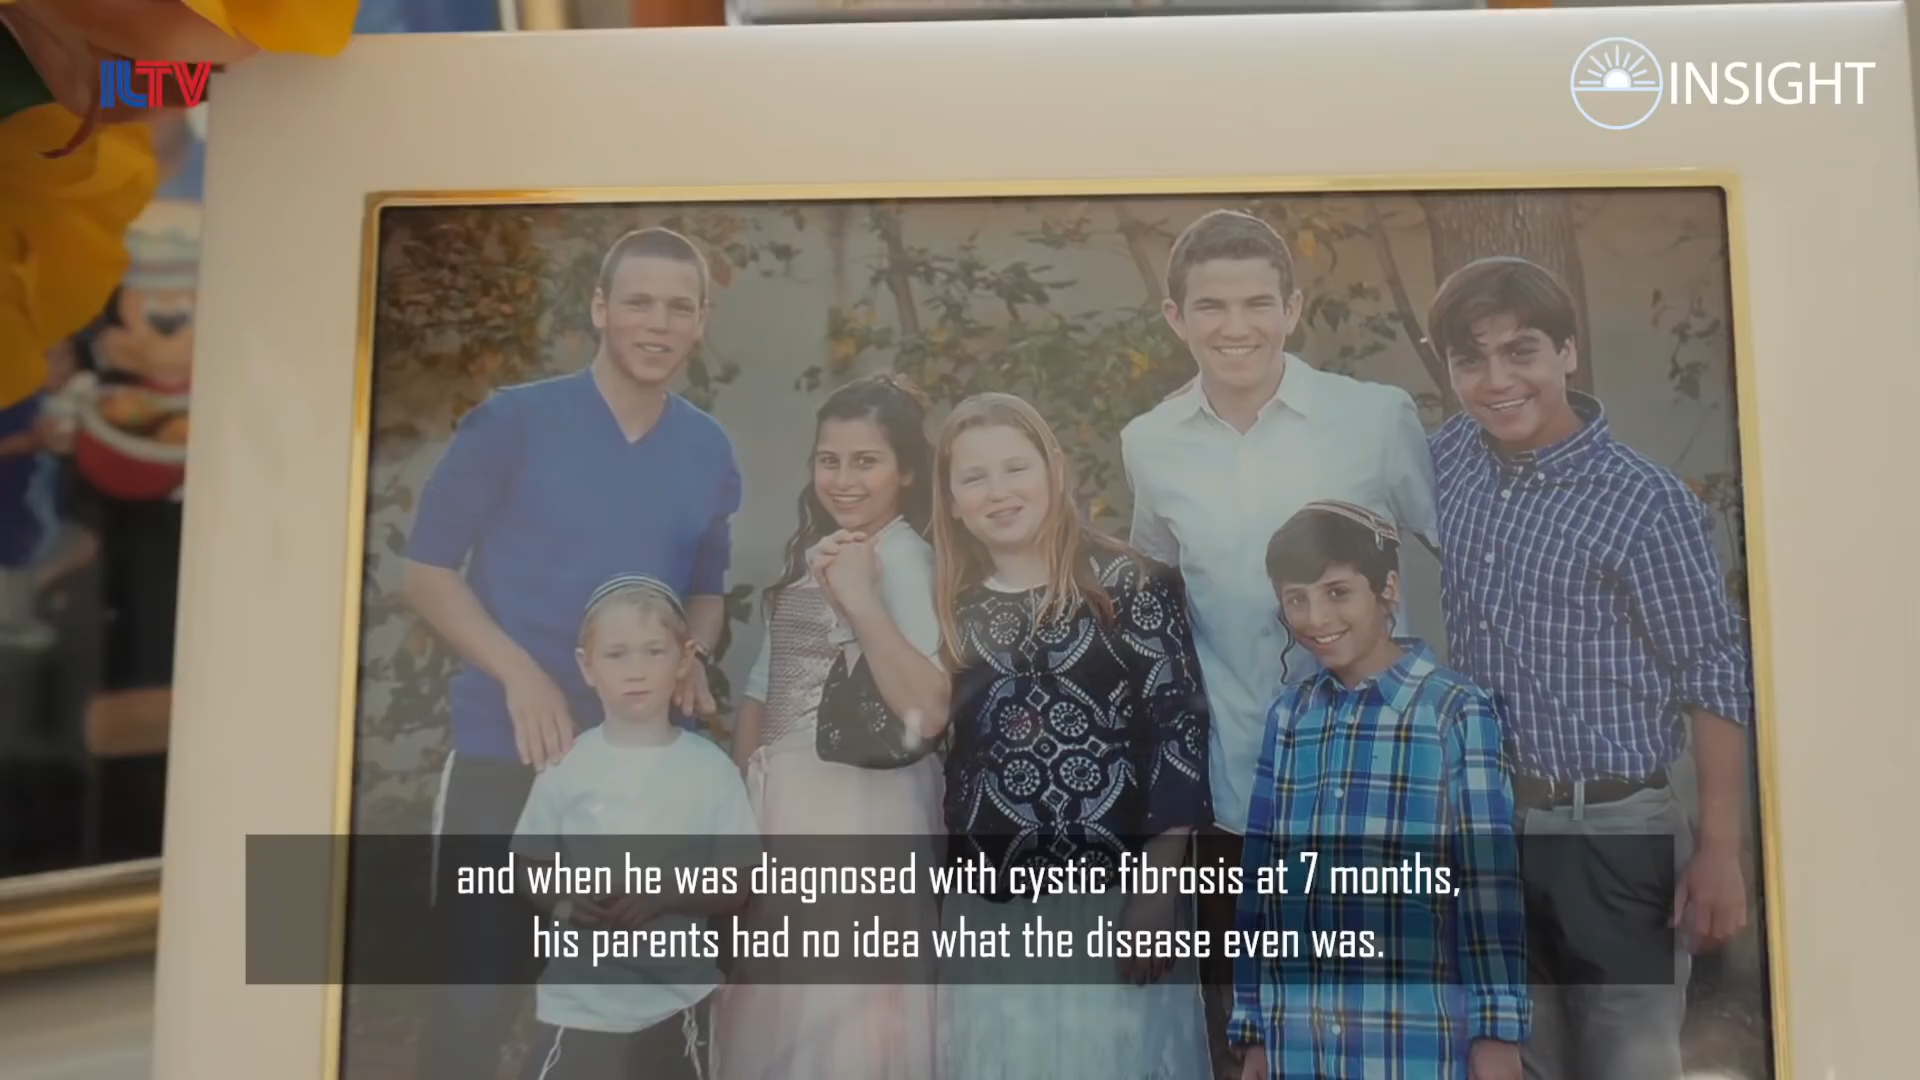 ILTV
INSIGHT
and when he was diagnosed with cystic fibrosis at 7 months,
his parents had no idea what the disease even was.